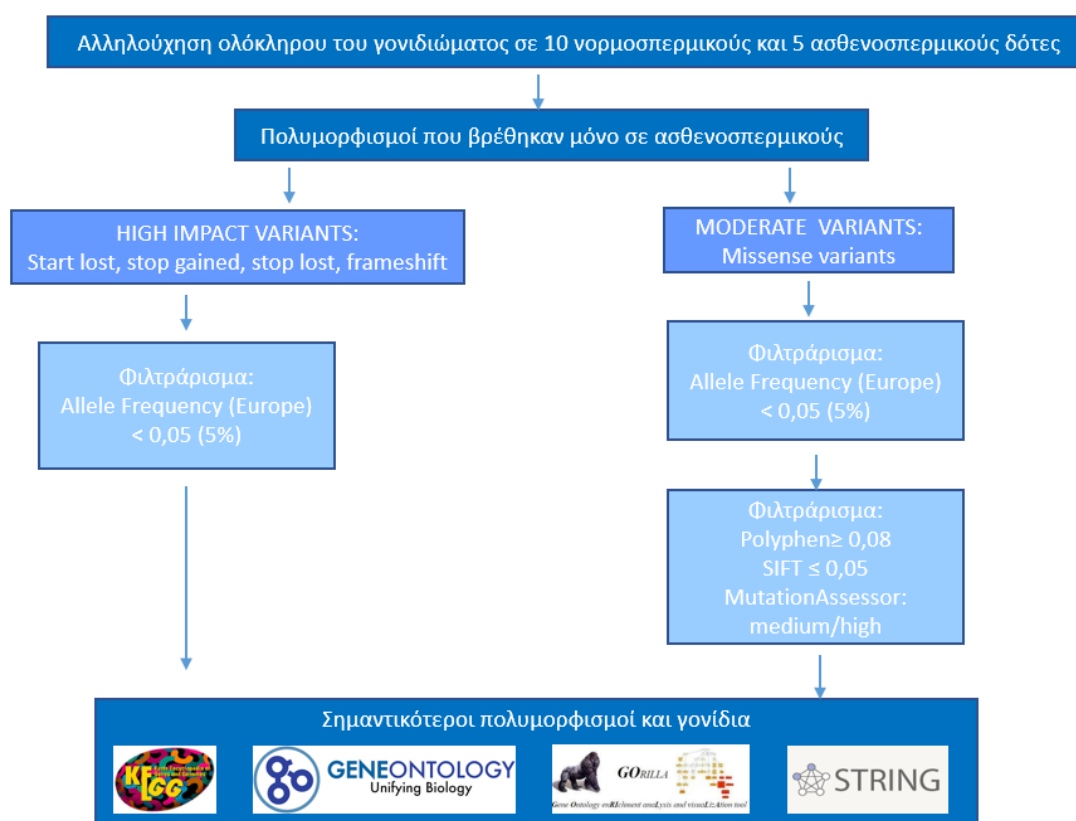 Αλληλούχηση ολόκληρου του γονιδιώματος σε 10 νορμοσπερμικούς και 5 ασθενοσπερμικούς δότες
Πολυμορφισμοί που βρέθηκαν μόνο σε ασθενοσπερμικούς
HIGH IMPACT VARIANTS:
Start lost, stop gained, stop lost, frameshift
MODERATE VARIANTS:
Missense variants
Φιλτράρισμα:
Allele Frequency (Europe)
< 0,05 (5%)
Φιλτράρισμα:
Allele Frequency (Europe)
< 0,05 (5%)
Φιλτράρισμα:
Polyphen≥ 0,08
SIFT ≤ 0,05
MutationAssessor:
medium/high
Σημαντικότεροι πολυμορφισμοί και γονίδια
KEGG
go GENEONTOLOGY
Unifying Biology
GORILLA
Gene Ontology enRIchment anaLysis and visuaLizAtion tool
STRING